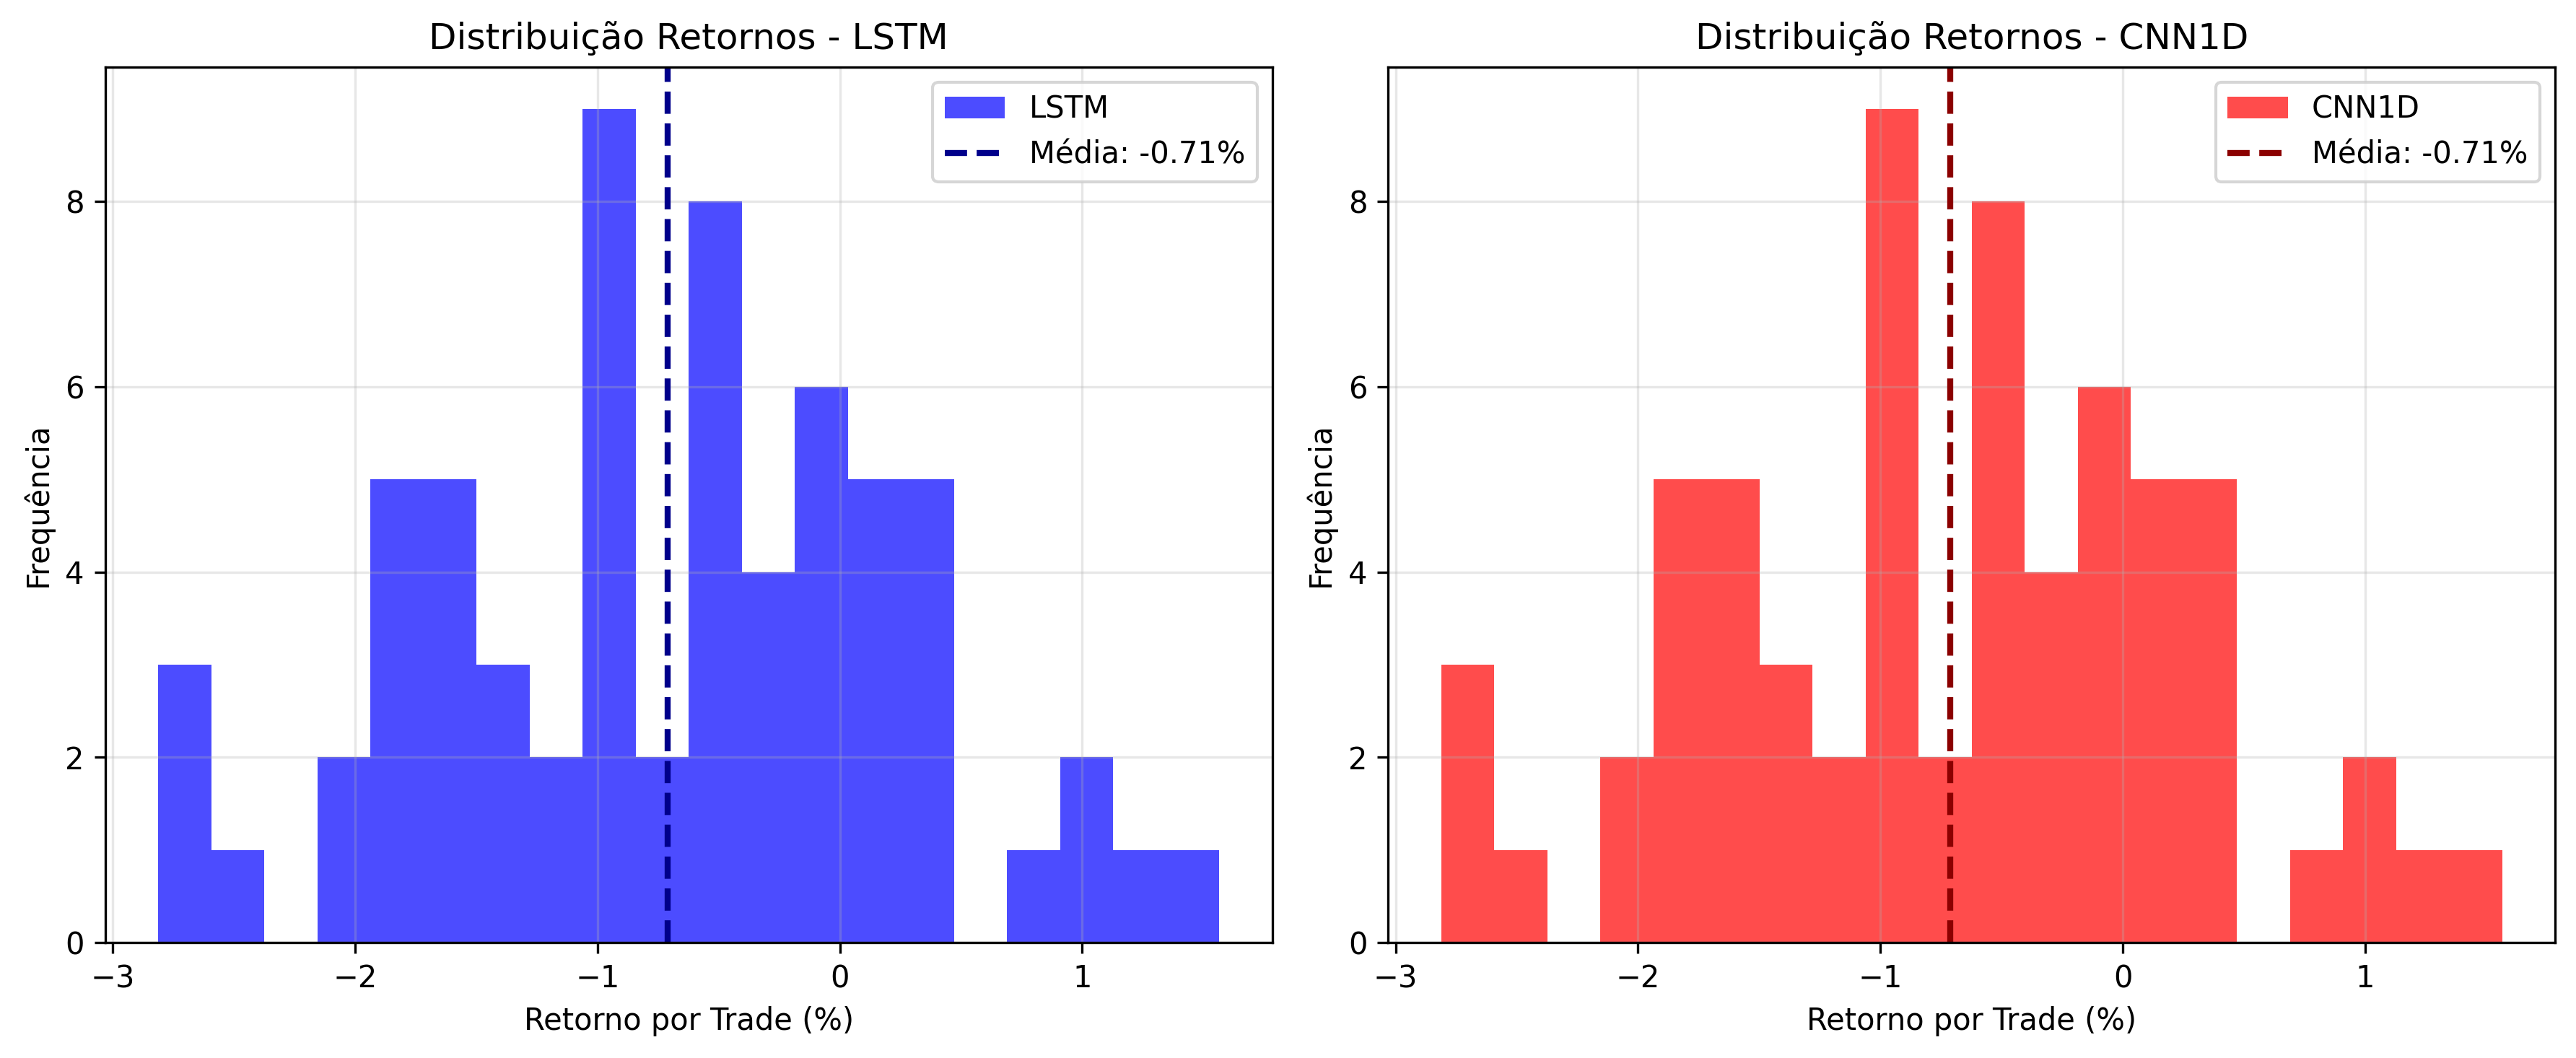 Distribuição Retornos - LSTM
LSTM
Média: -0.71%
Frequência
0
2
4
6
8
−3
−2
−1
0
1
Retorno por Trade (%)
Distribuição Retornos - CNN1D
CNN1D
Média: -0.71%
Frequência
0
2
4
6
8
−3
−2
−1
0
1
Retorno por Trade (%)